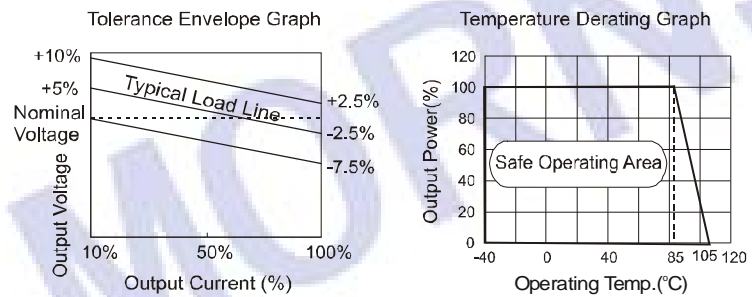 Tolerance Envelope Graph
+10%
+5%
Nominal
Voltage
Typical Load Line
+2.5%
-2.5%
-7.5%
Output Voltage
10%
50%
100%
Output Current (%)
Temperature Derating Graph
120
100
80
60
40
20
0
Output Power(%)
Safe Operating Area
-40
0
40
85
105
120
Operating Temp.(°C)